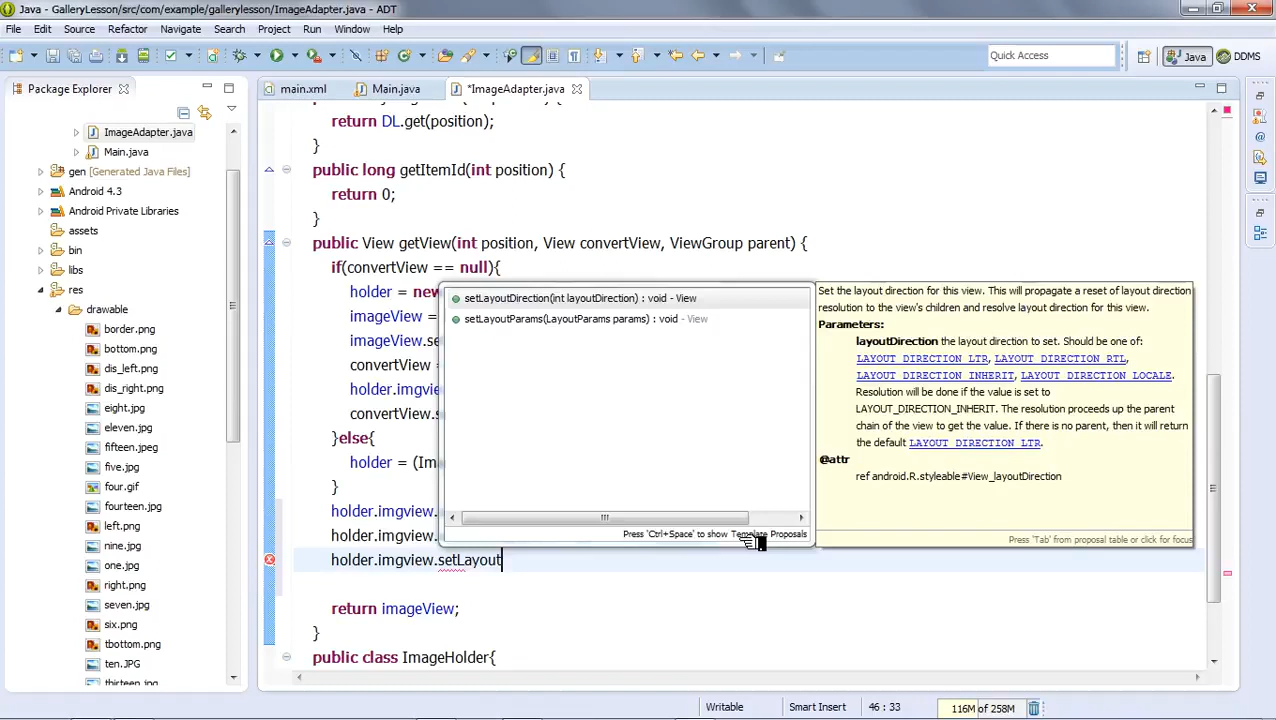 Java - GalleryLesson/src/com/example/gallerylesson/ImageAdapter.java - ADT
File Edit Source Refactor Navigate Search Project Run Window Help
Quick Access
Java
DDMS
Package Explorer
main.xml
Main.java
*ImageAdapter.java
ImageAdapter.java
Main.java
gen [Generated Java Files]
Android 4.3
Android Private Libraries
assets
bin
libs
res
drawable
border.png
bottom.png
dis_left.png
dis_right.png
eight.jpg
eleven.jpg
fifteen.jpeg
five.jpg
four.gif
fourteen.jpg
left.png
nine.jpg
one.jpg
right.png
seven.jpg
six.png
tbottom.png
ten.JPG
thirteen.jpg
return DL.get(position);
}
public long getItemId(int position) {
return 0;
}
public View getView(int position, View convertView, ViewGroup parent) {
if(convertView == null){
holder = new
imageView =
imageView.se
convertView =
holder.imgvie
convertView.s
}else{
holder = (Im
}
holder.imgview.
holder.imgview.
holder.imgview.setLayout
return imageView;
}
public class ImageHolder{
setLayoutDirection(int layoutDirection) : void - View
setLayoutParams(LayoutParams params) : void - View
Press 'Ctrl+Space' to show Template Proposals
Set the layout direction for this view. This will propagate a reset of layout direction
resolution to the view's children and resolve layout direction for this view.
Parameters:
layoutDirection the layout direction to set. Should be one of:
LAYOUT_DIRECTION_LTR, LAYOUT_DIRECTION_RTL,
LAYOUT_DIRECTION_INHERIT, LAYOUT_DIRECTION_LOCALE.
Resolution will be done if the value is set to
LAYOUT_DIRECTION_INHERIT. The resolution proceeds up the parent
chain of the view to get the value. If there is no parent, then it will return
the default LAYOUT_DIRECTION_LTR.
@attr
ref android.R.styleable#View_layoutDirection
Press 'Tab' from proposal table or click for focus
Writable
Smart Insert
46 : 33
116M of 258M